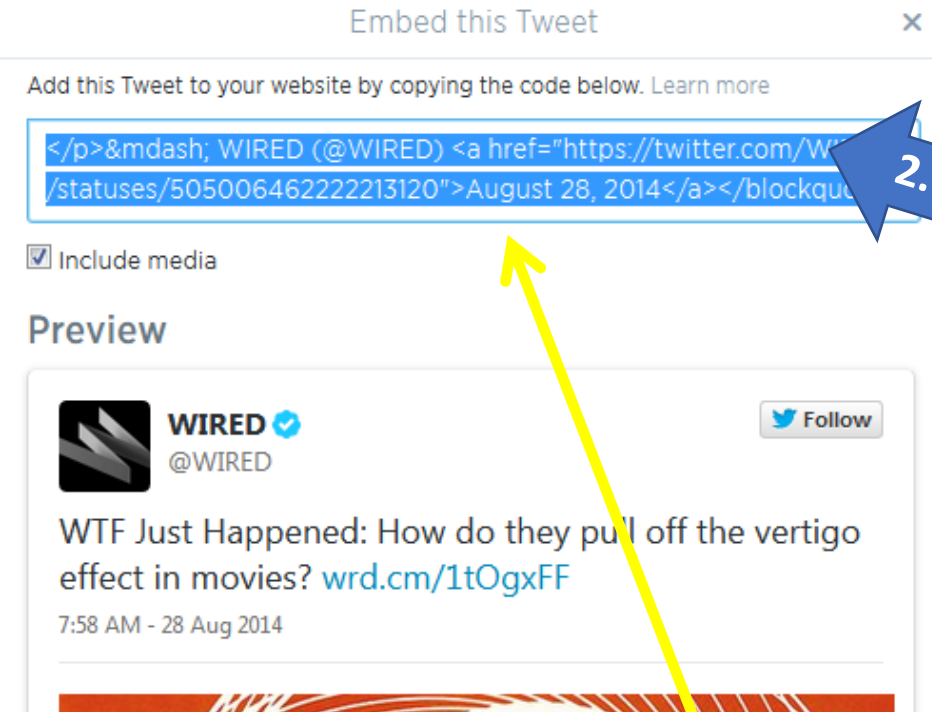 Embed this Tweet ×
Add this Tweet to your website by copying the code below. Learn more
</p>&mdash; WIRED (@WIRED) <a href="https://twitter.com/W
/statuses/505006462222213120">August 28, 2014</a></blockquo
2.
Include media
Preview
WIRED
Follow
@WIRED
WTF Just Happened: How do they pull off the vertigo
effect in movies? wrd.cm/1tOgxFF
7:58 AM - 28 Aug 2014